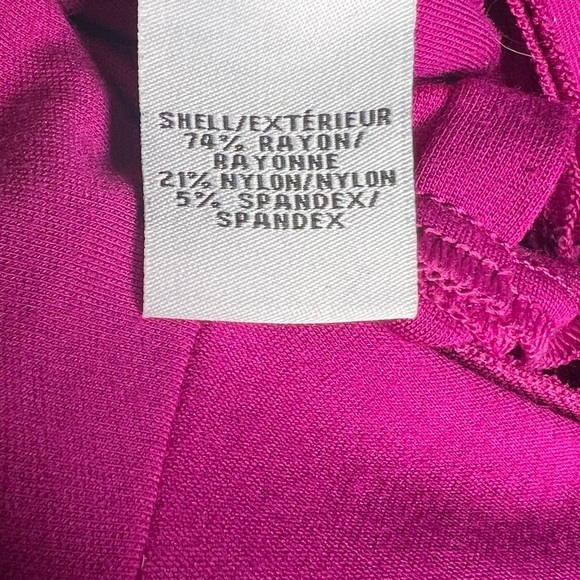 SHELL/EXTÉRIEUR
74% RAYON/
RAYONNE
21% NYLON/NYLON
5% SPANDEX/
SPANDEX